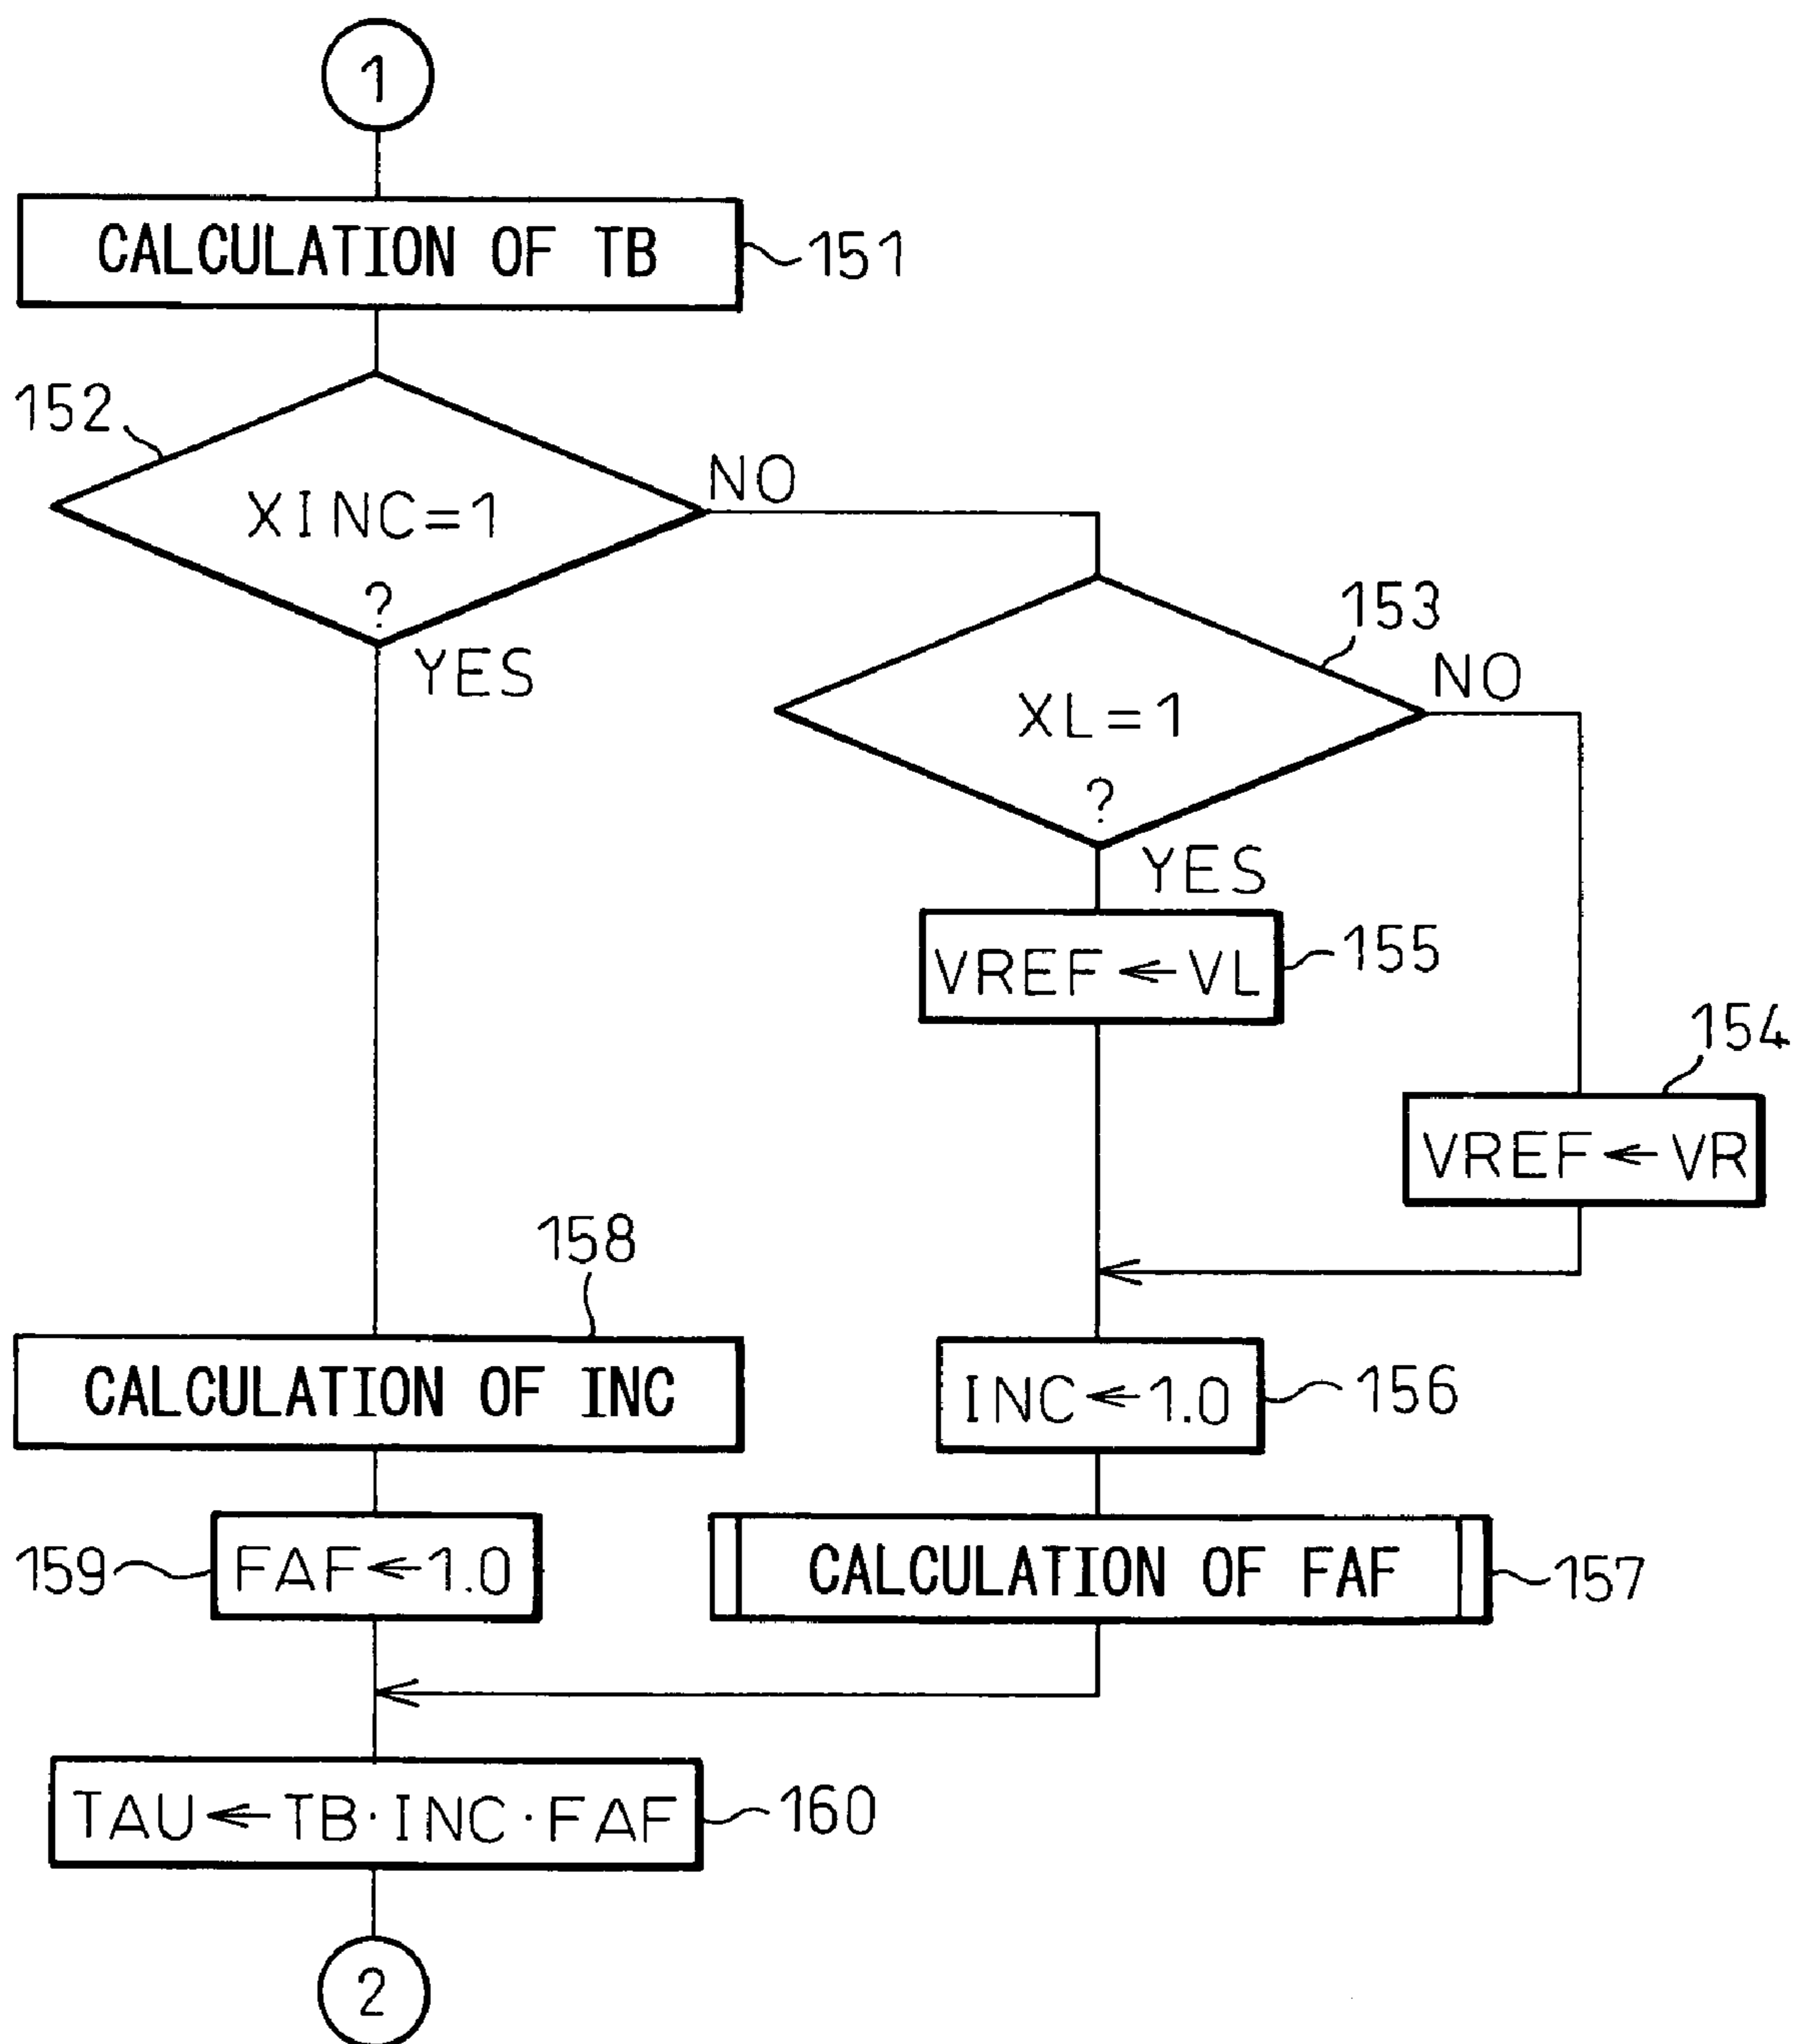 1
CALCULATION OF TB
151
152
XINC=1
?
NO
YES
153
XL=1
?
NO
YES
VREF←VL
155
154
VREF←VR
158
CALCULATION OF INC
INC←1.0
156
159
FAF←1.0
CALCULATION OF FAF
157
TAU←TB·INC·FAF
160
2